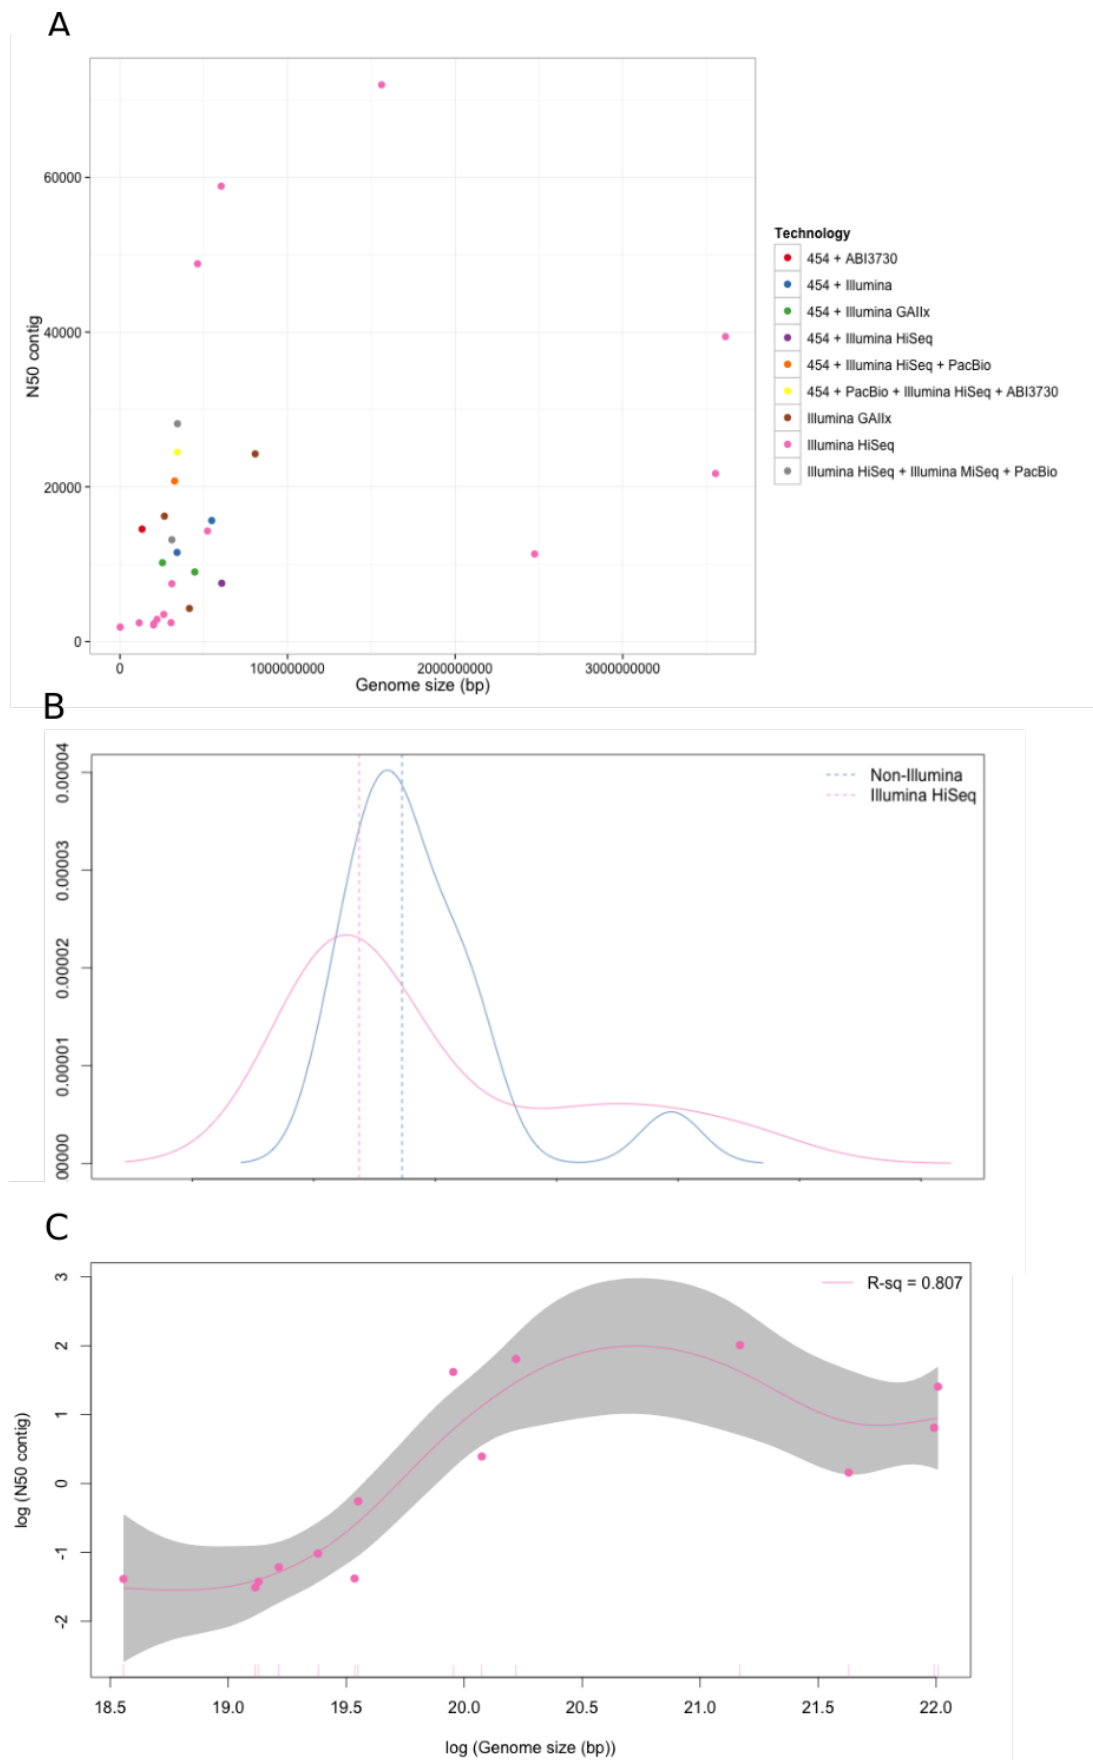 A
60000
40000
20000
0
N50 contig
0
1000000000
2000000000
3000000000
Genome size (bp)
Technology
454 + ABI3730
454 + Illumina
454 + Illumina GAIIx
454 + Illumina HiSeq
454 + Illumina HiSeq + PacBio
454 + PacBio + Illumina HiSeq + ABI3730
Illumina GAIIx
Illumina HiSeq
Illumina HiSeq + Illumina MiSeq + PacBio
B
0.00004
0.00003
0.00002
0.00001
00000
Non-Illumina
Illumina HiSeq
C
3
2
1
0
-1
-2
log (N50 contig)
R-sq = 0.807
18.5
19.0
19.5
20.0
20.5
21.0
21.5
22.0
log (Genome size (bp))